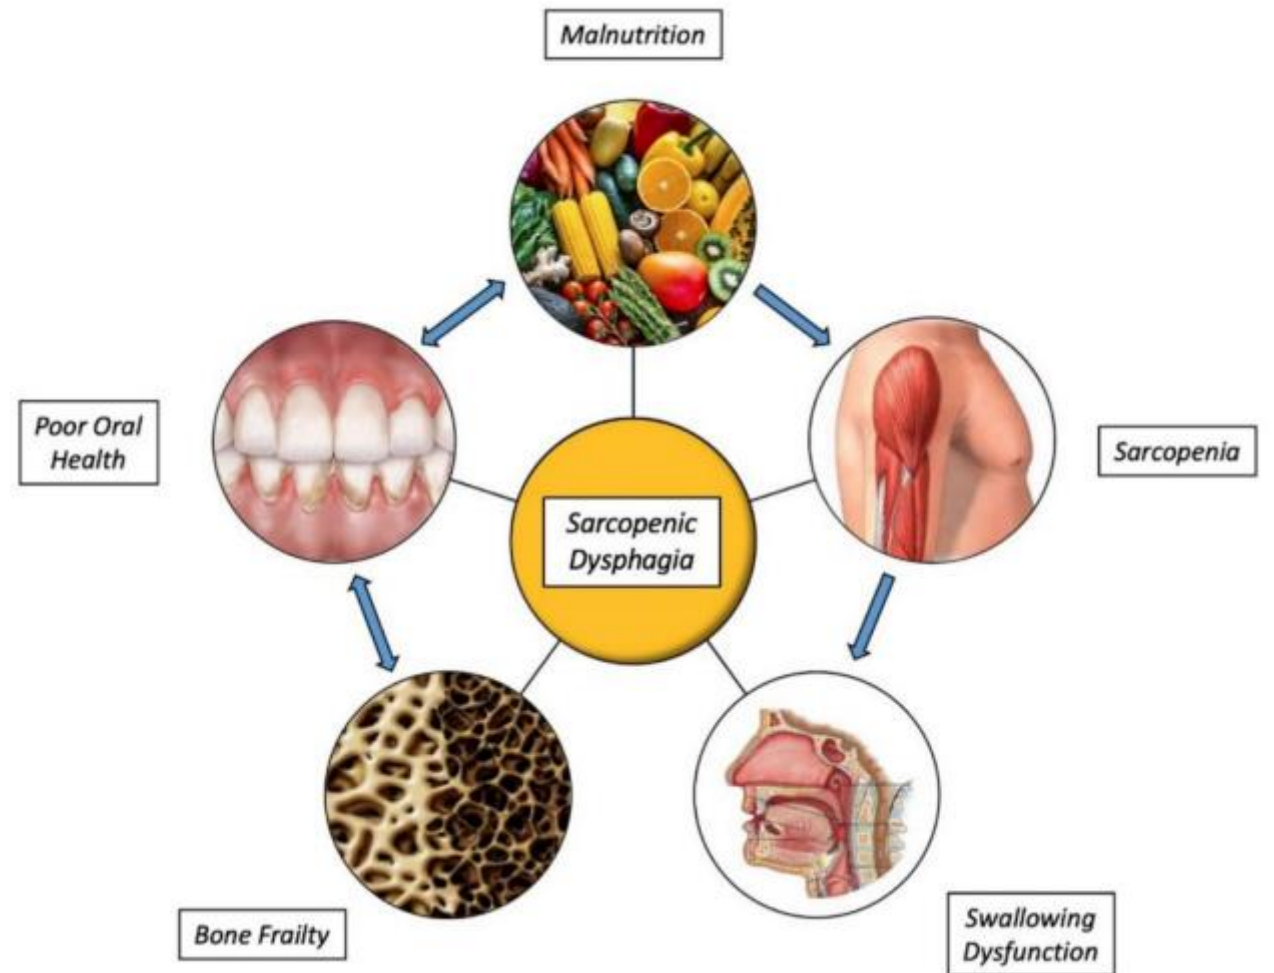 Malnutrition
Poor Oral
Health
Sarcopenia
Sarcopenic
Dysphagia
Bone Frailty
Swallowing
Dysfunction